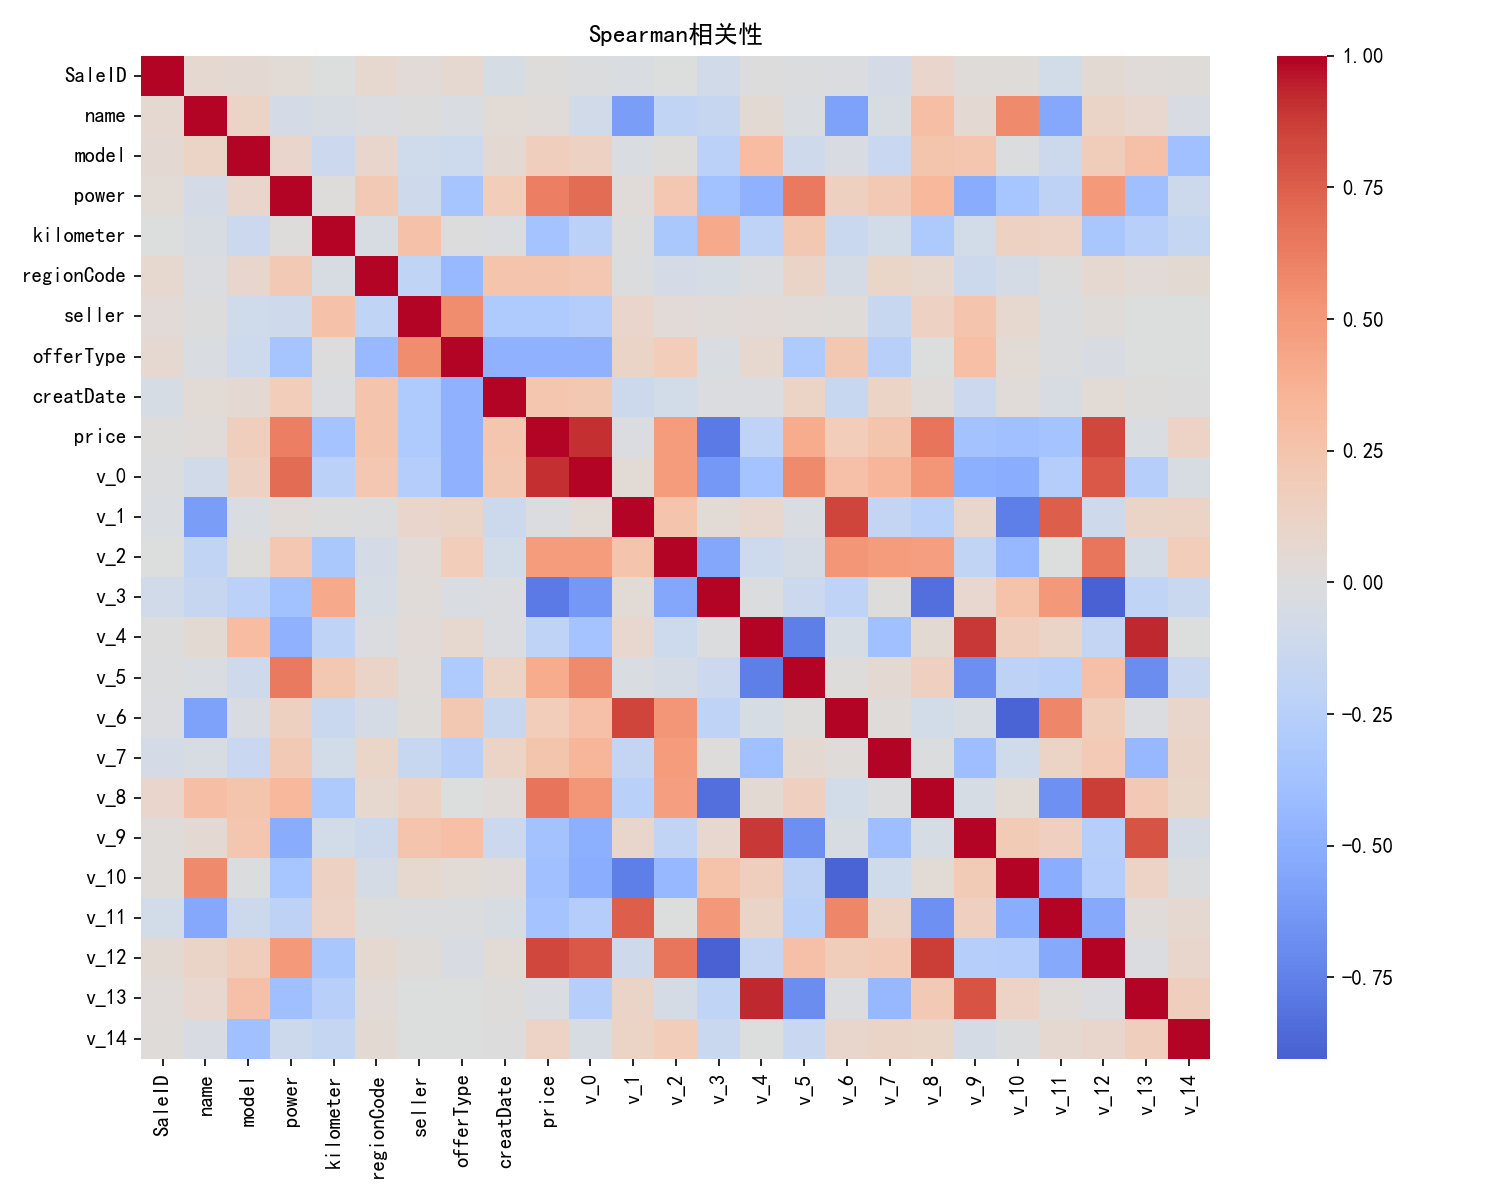 Spearman相关性
SaleID
name
model
power
kilometer
regionCode
seller
offerType
creatDate
price
v_0
v_1
v_2
v_3
v_4
v_5
v_6
v_7
v_8
v_9
v_10
v_11
v_12
v_13
v_14
SaleID
name
model
power
kilometer
regionCode
seller
offerType
creatDate
price
v_0
v_1
v_2
v_3
v_4
v_5
v_6
v_7
v_8
v_9
v_10
v_11
v_12
v_13
v_14
1.00
0.75
0.50
0.25
0.00
−0.25
−0.50
−0.75